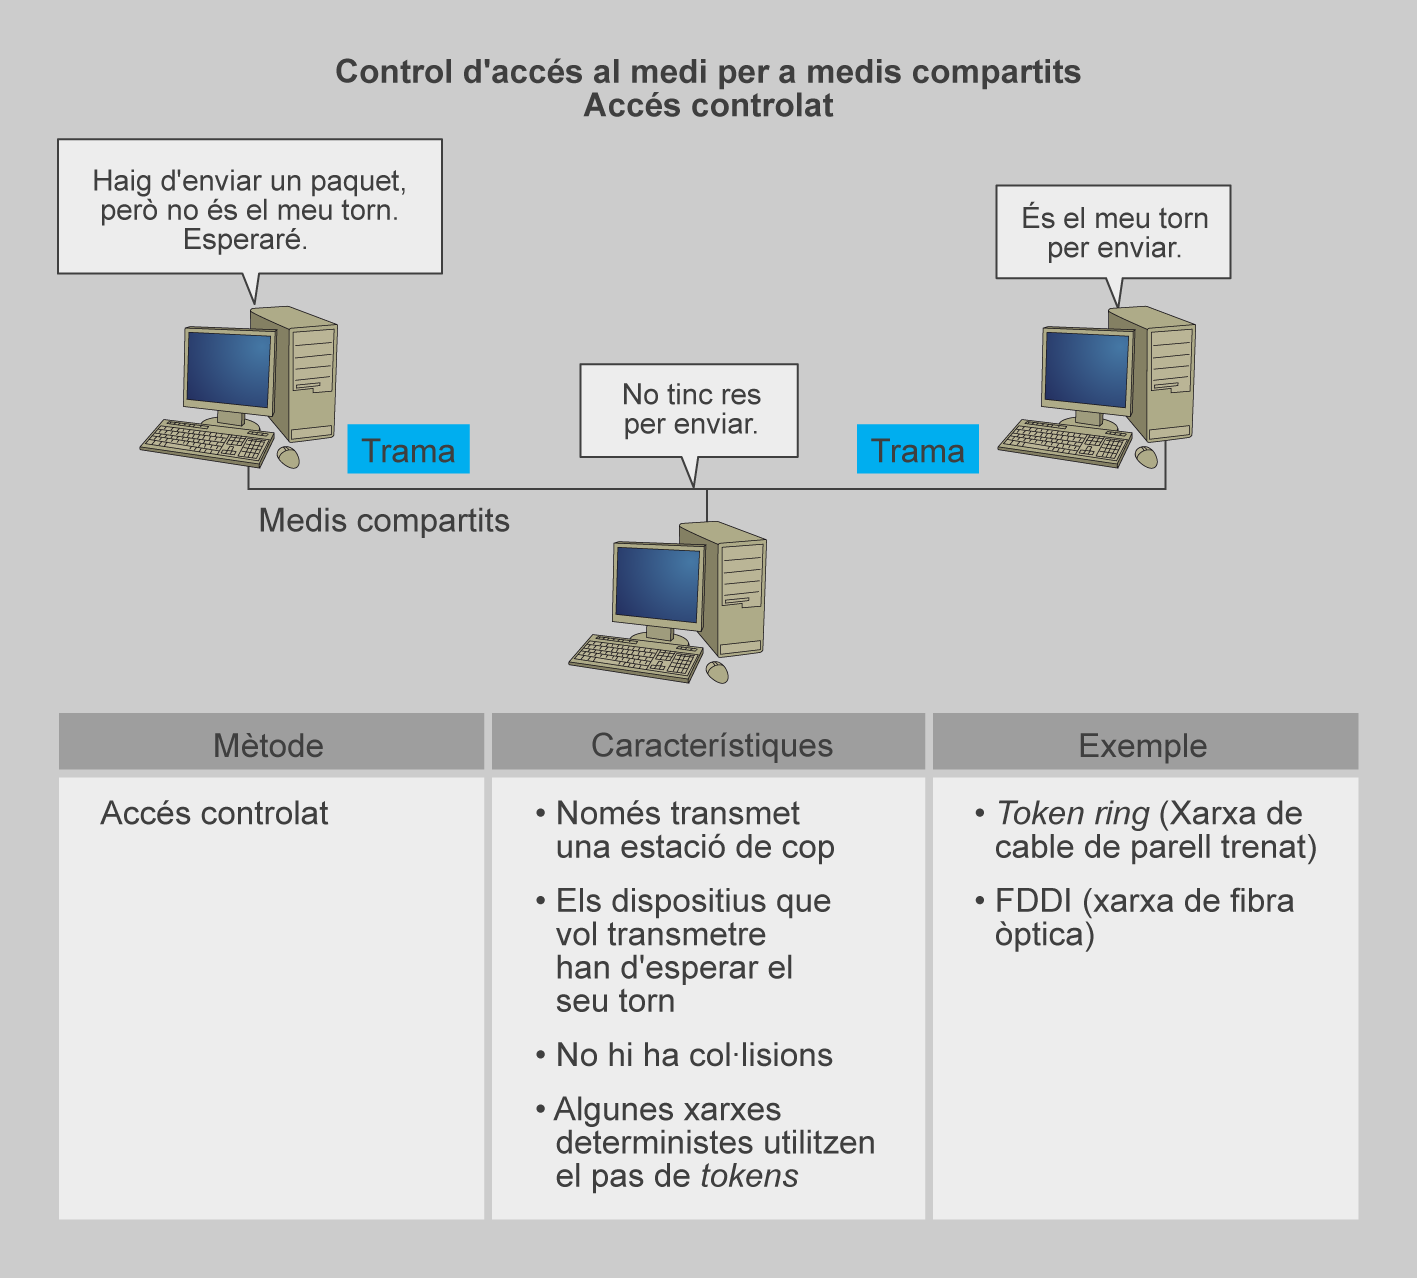 Control d'accés al medi per a medis compartits
Accés controlat
Haig d'enviar un paquet,
però no és el meu torn.
Esperaré.
És el meu torn
per enviar.
No tinc res
per enviar.
Trama
Trama
Medis compartits
Mètode
Característiques
Exemple
Accés controlat
• Només transmet
una estació de cop
• Els dispositius que
vol transmetre
han d'esperar el
seu torn
• No hi ha col·lisions
• Algunes xarxes
deterministes utilitzen
el pas de tokens
• Token ring (Xarxa de
cable de parell trenat)
• FDDI (xarxa de fibra
òptica)